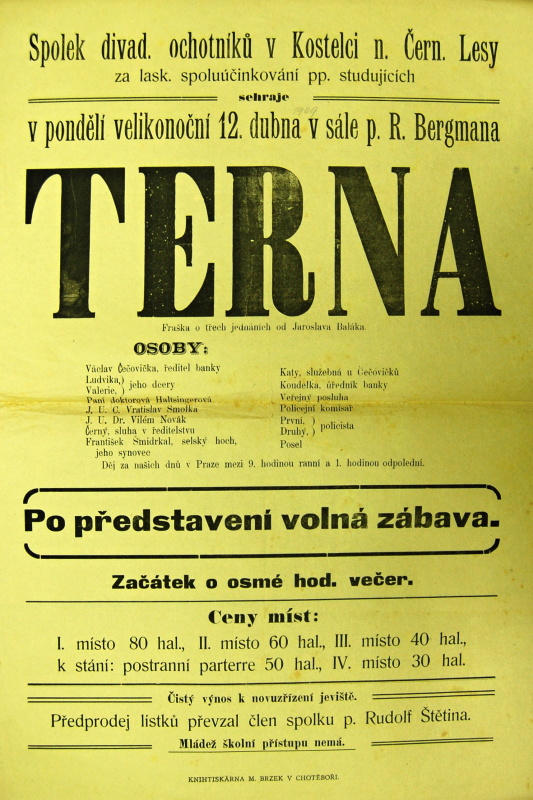 Spolek divad. ochotníků v Kostelci n. Čern. Lesy
za lask. spoluúčinkování pp. studujících
sehraje
1909
v pondělí velikonoční 12. dubna v sále p. R. Bergmana
TERNA
Fraška o třech jednáních od Jaroslava Baláka.
OSOBY:
Václav Čečovička, ředitel banky
Ludvika,) jeho dcery
Valerie, )
Paní doktorová Haltsingerová
J. U. C. Vratislav Smolka
J. U. Dr. Vilém Novák
Černý, sluha v ředitelstvu
František Smidrkal, selský hoch,
jeho synovec
Katy, služebná u Čečovičků
Koudelka, úředník banky
Veřejný posluha
Policejní komisař
První, ) policista
Druhý, )
Posel
Děj za našich dnů v Praze mezi 9. hodinou ranní a 1. hodinou odpolední.
Po představení volná zábava.
Začátek o osmé hod. večer.
Ceny míst:
I. místo 80 hal., II. místo 60 hal., III. místo 40 hal.,
k stání: postranní parterre 50 hal., IV. místo 30 hal.
Čistý výnos k novuzřízení jeviště.
Předprodej lístků převzal člen spolku p. Rudolf Štětina.
Mládež školní přístupu nemá.
KNIHTISKÁRNA M. BRZEK V CHOTĚBOŘI.